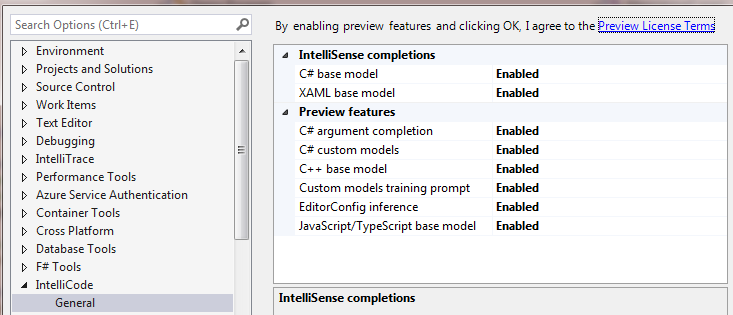 Search Options (Ctrl+E)
Environment
Projects and Solutions
Source Control
Work Items
Text Editor
Debugging
IntelliTrace
Performance Tools
Azure Service Authentication
Container Tools
Cross Platform
Database Tools
F# Tools
IntelliCode
General
By enabling preview features and clicking OK, I agree to the Preview License Terms
IntelliSense completions
C# base model Enabled
XAML base model Enabled
Preview features
C# argument completion Enabled
C# custom models Enabled
C++ base model Enabled
Custom models training prompt Enabled
EditorConfig inference Enabled
JavaScript/TypeScript base model Enabled
IntelliSense completions